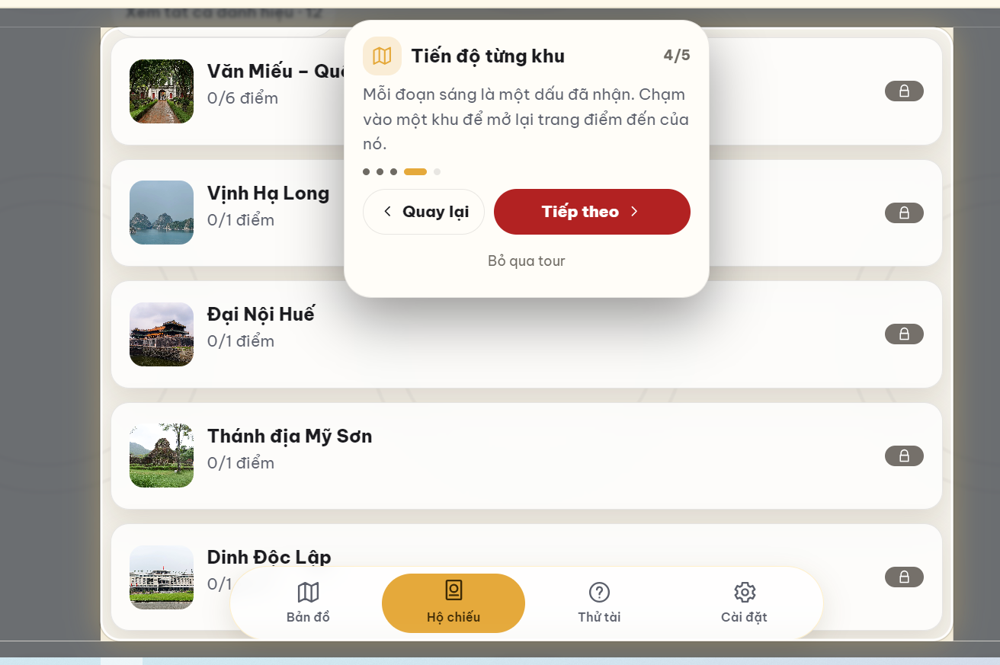 Xem tất cả danh hiệu · 12
Tiến độ từng khu
4/5
Mỗi đoạn sáng là một dấu đã nhận. Chạm
vào một khu để mở lại trang điểm đến của
nó.
Quay lại
Tiếp theo
Bỏ qua tour
Văn Miếu –
0/6 điểm
Vịnh Hạ Long
0/1 điểm
Đại Nội Huế
0/1 điểm
Thánh địa Mỹ Sơn
0/1 điểm
Dinh Độc Lập
0/1
Bản đồ
Hộ chiếu
Thử tài
Cài đặt